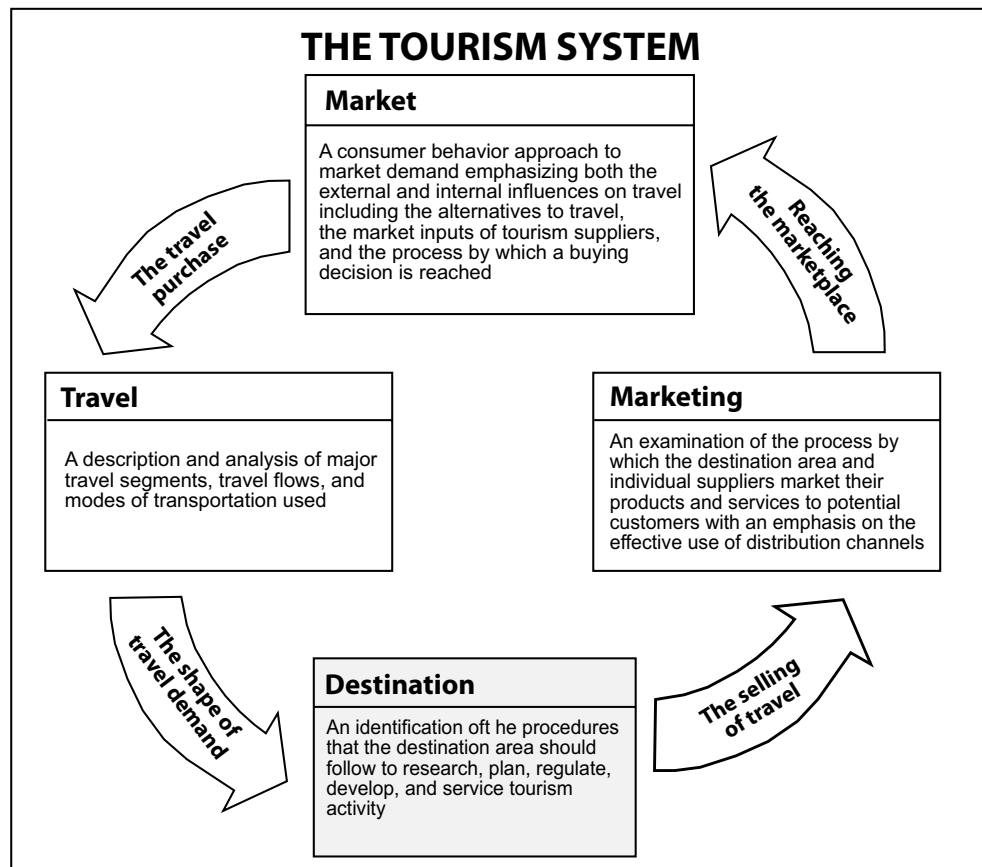 THE TOURISM SYSTEM
Market
A consumer behavior approach to
market demand emphasizing both the
external and internal influences on travel
including the alternatives to travel,
the market inputs of tourism suppliers,
and the process by which a buying
decision is reached
The travel
purchase
Travel
A description and analysis of major
travel segments, travel flows, and
modes of transportation used
The shape of
travel demand
Destination
An identification oft he procedures
that the destination area should
follow to research, plan, regulate,
develop, and service tourism
activity
The selling
of travel
Marketing
An examination of the process by
which the destination area and
individual suppliers market their
products and services to potential
customers with an emphasis on the
effective use of distribution channels
Reaching
the marketplace